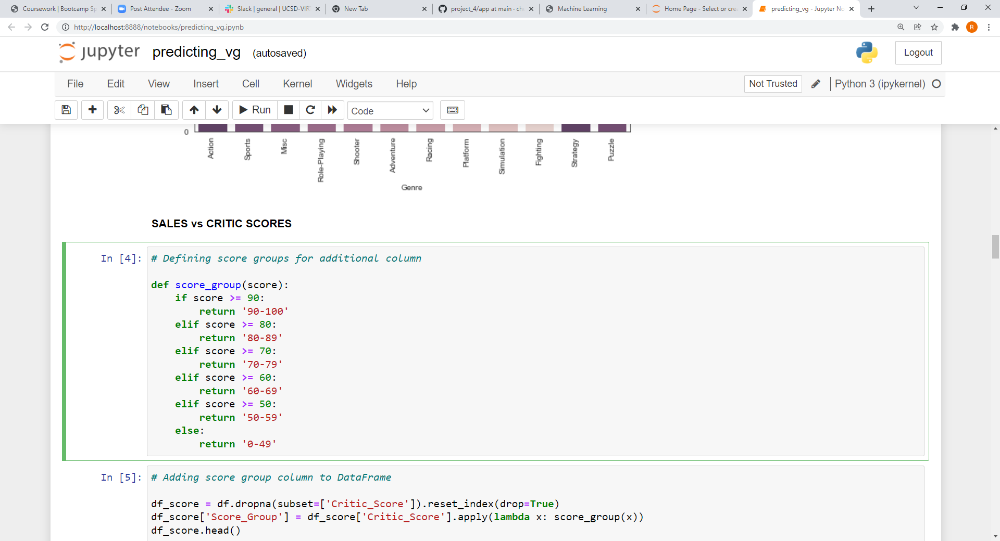 Coursework | Bootcamp Sp
Post Attendee - Zoom
Slack | general | UCSD-VIR
New Tab
project_4/app at main · ch
Machine Learning
Home Page - Select or crea
predicting_vg - Jupyter No
http://localhost:8888/notebooks/predicting_vg.ipynb
R
jupyter predicting_vg (autosaved)
Logout
File Edit View Insert Cell Kernel Widgets Help
Not Trusted
Python 3 (ipykernel)
Run
Code
0
Action
Sports
Misc
Role-Playing
Shooter
Adventure
Racing
Platform
Simulation
Fighting
Strategy
Puzzle
Genre
SALES vs CRITIC SCORES
In [4]: # Defining score groups for additional column
def score_group(score):
    if score >= 90:
        return '90-100'
    elif score >= 80:
        return '80-89'
    elif score >= 70:
        return '70-79'
    elif score >= 60:
        return '60-69'
    elif score >= 50:
        return '50-59'
    else:
        return '0-49'
In [5]: # Adding score group column to DataFrame
df_score = df.dropna(subset=['Critic_Score']).reset_index(drop=True)
df_score['Score_Group'] = df_score['Critic_Score'].apply(lambda x: score_group(x))
df_score.head()